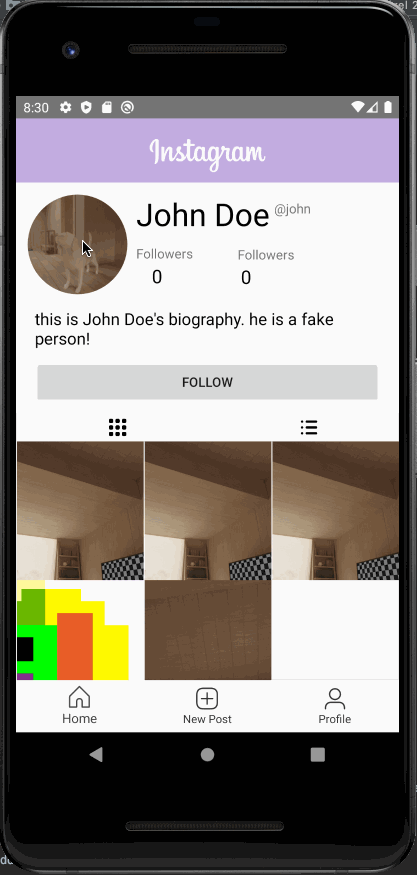 8:30
Instagram
John Doe @john
Followers Followers
0 0
this is John Doe's biography. he is a fake
person!
FOLLOW
Home New Post Profile